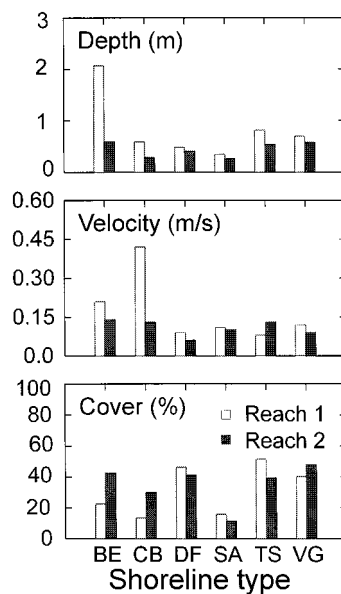 Depth (m)
3
2
1
0
Velocity (m/s)
0.60
0.45
0.30
0.15
0.0
Cover (%)
100
80
60
40
20
0
Reach 1
Reach 2
BE CB DF SA TS VG
Shoreline type